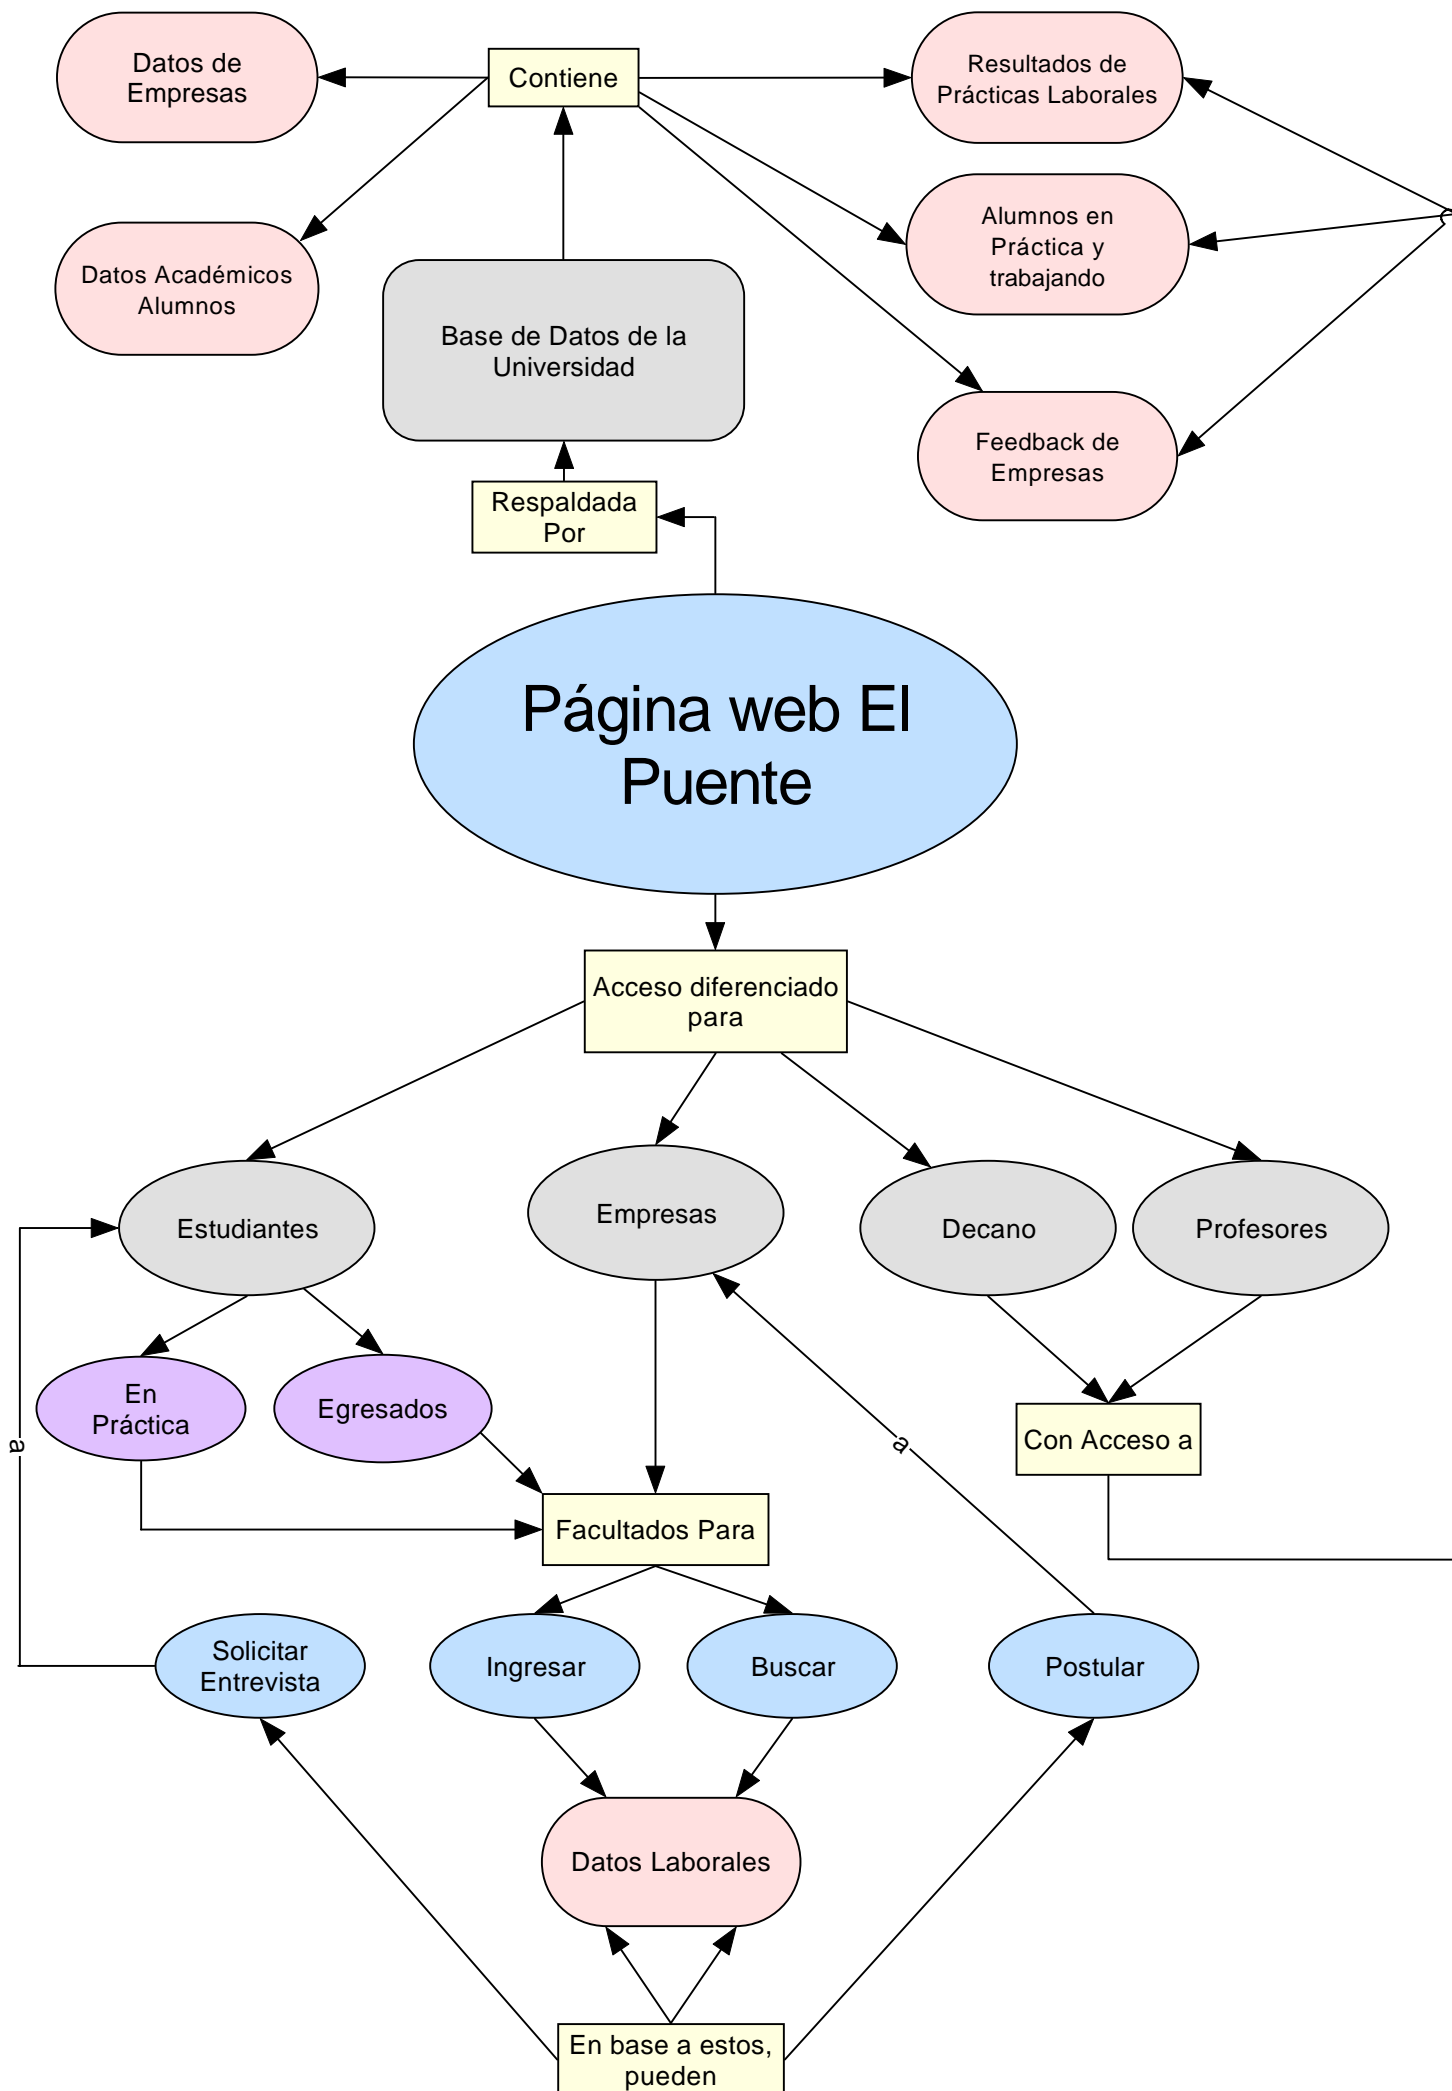 Datos de
Empresas
Contiene
Resultados de
Prácticas Laborales
Alumnos en
Práctica y
trabajando
Datos Académicos
Alumnos
Base de Datos de la
Universidad
Feedback de
Empresas
Respaldada
Por
Página web El
Puente
Acceso diferenciado
para
Estudiantes
Empresas
Decano
Profesores
En
Práctica
Egresados
a
a
Con Acceso a
Facultados Para
Solicitar
Entrevista
Ingresar
Buscar
Postular
Datos Laborales
En base a estos,
pueden